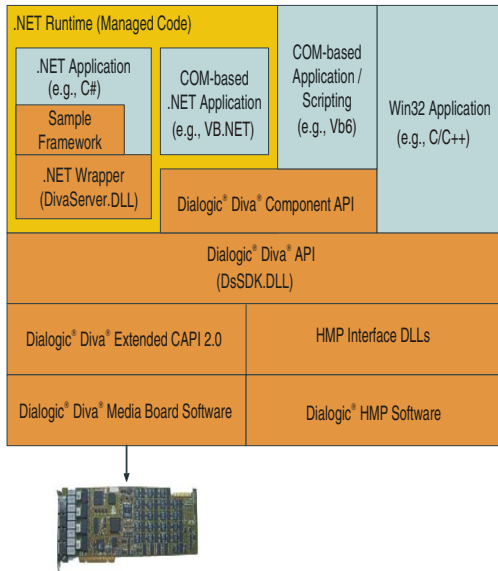 .NET Runtime (Managed Code)
.NET Application
(e.g., C#)
Sample
Framework
.NET Wrapper
(DivaServer.DLL)
COM-based
.NET Application
(e.g., VB.NET)
COM-based
Application /
Scripting
(e.g., Vb6)
Win32 Application
(e.g., C/C++)
Dialogic® Diva® Component API
Dialogic® Diva® API
(DsSDK.DLL)
Dialogic® Diva® Extended CAPI 2.0
HMP Interface DLLs
Dialogic® Diva® Media Board Software
Dialogic® HMP Software